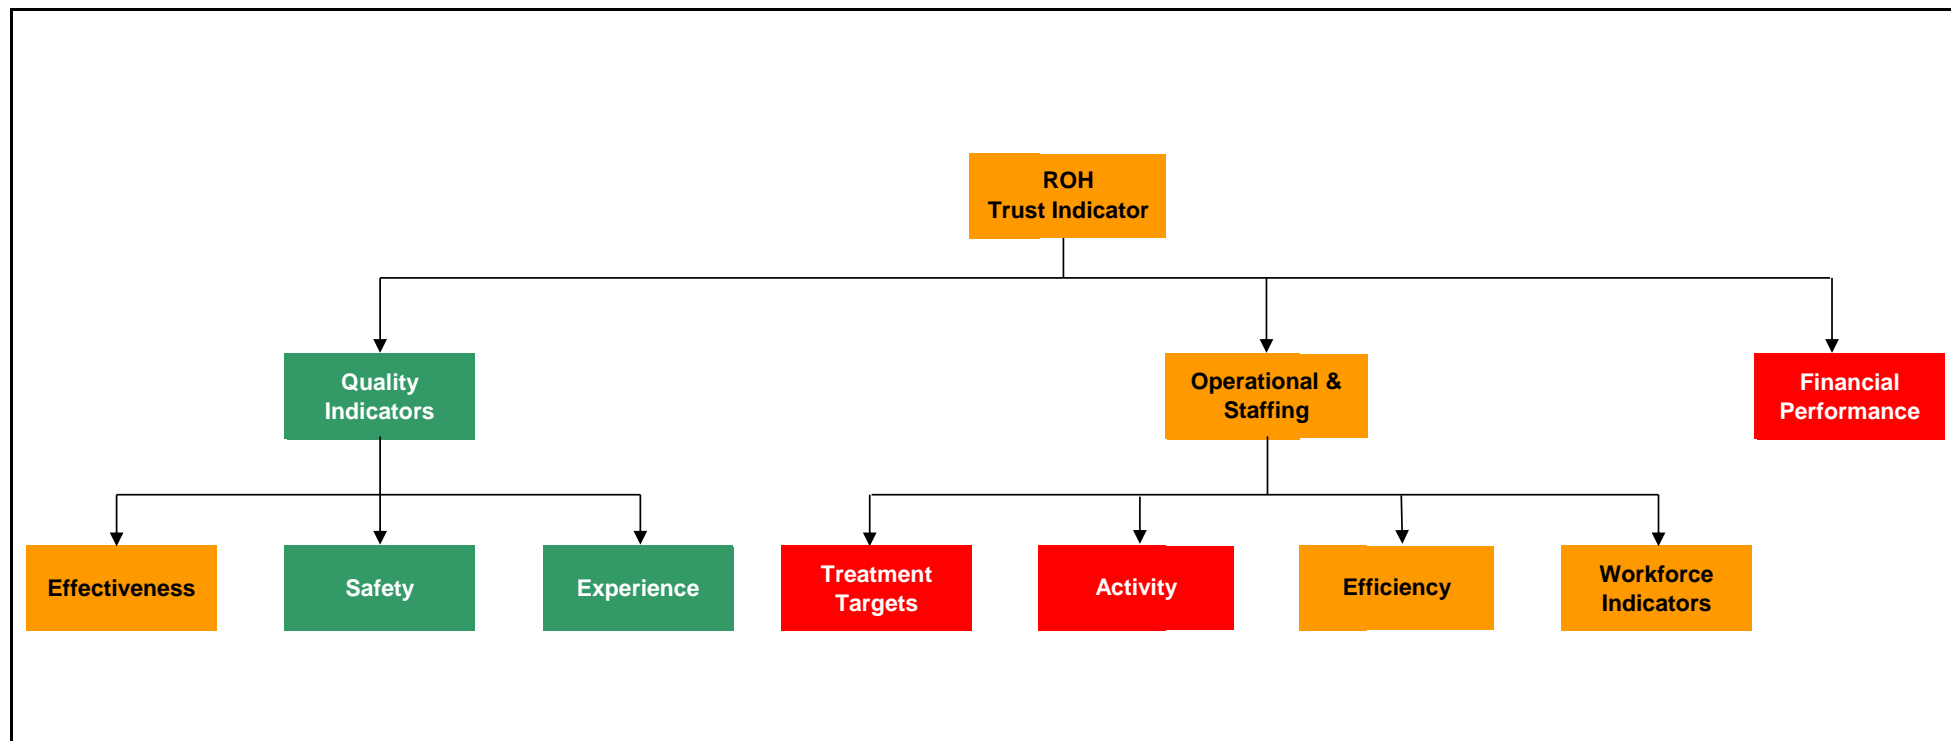 ROH
Trust Indicator
Quality
Indicators
Operational &
Staffing
Financial
Performance
Effectiveness
Safety
Experience
Treatment
Targets
Activity
Efficiency
Workforce
Indicators